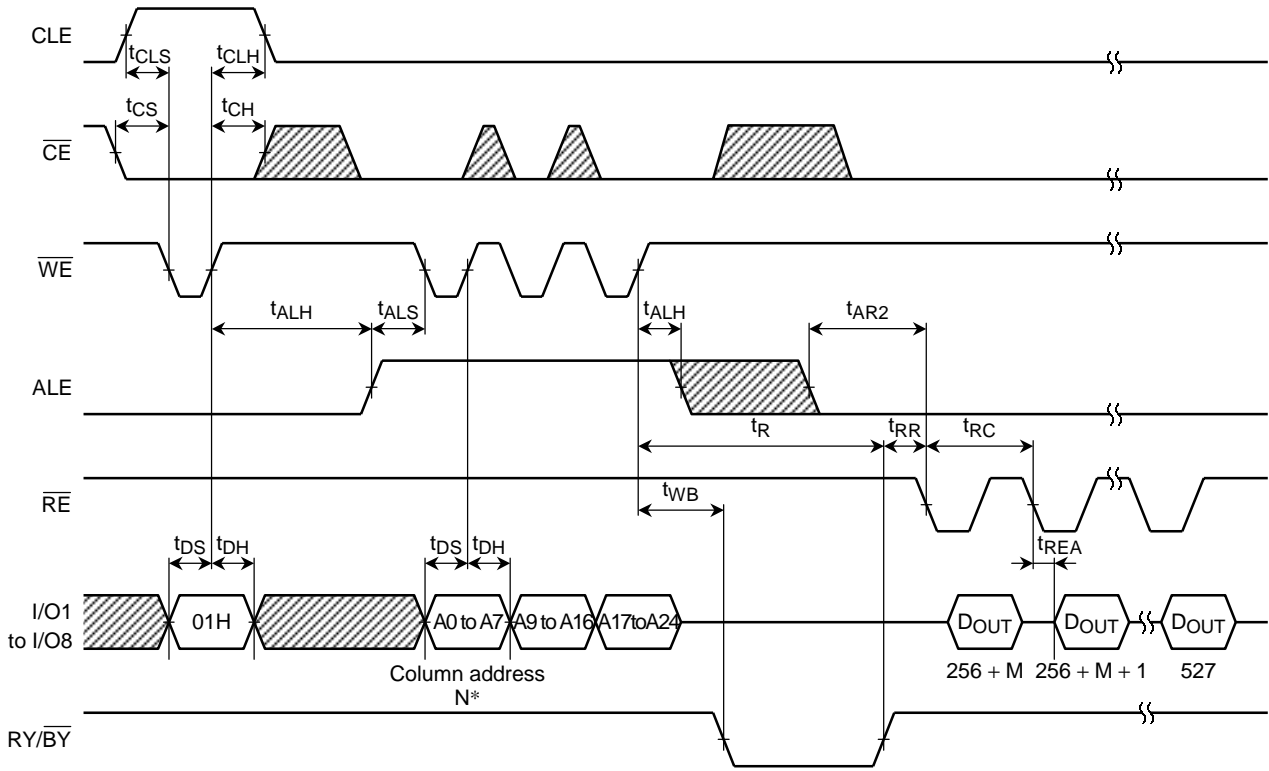 CLE
tCLS
tCLH
tCS
tCH
CE
WE
tALH
tALS
tALH
tAR2
ALE
tR
tRR
tRC
RE
tWB
tDS
tDH
tDS
tDH
tREA
I/O1
to I/O8
01H
A0 to A7
A9 to A16
A17toA24
DOUT
DOUT
DOUT
256 + M
256 + M + 1
527
Column address
N*
RY/BY